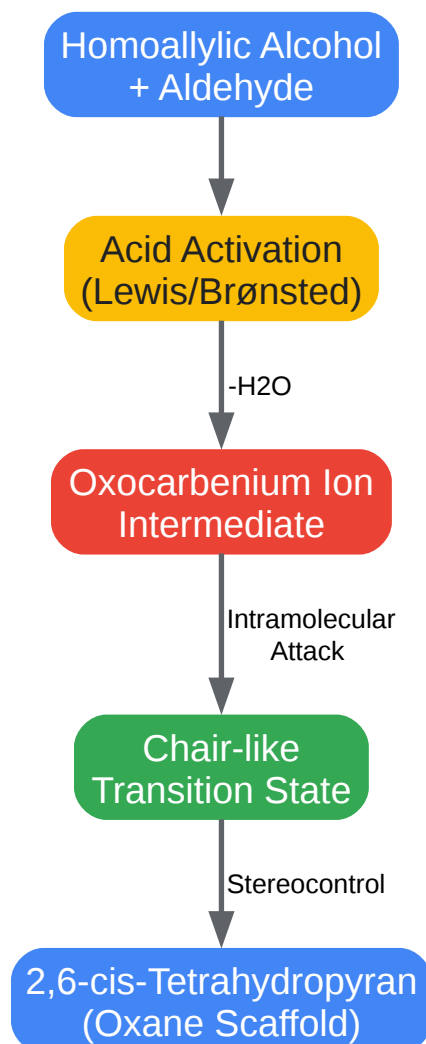 Homoallylic Alcohol
+ Aldehyde
Acid Activation
(Lewis/Brønsted)
-H2O
Oxocarbenium Ion
Intermediate
Intramolecular
Attack
Chair-like
Transition State
Stereocontrol
2,6-cis-Tetrahydropyran
(Oxane Scaffold)